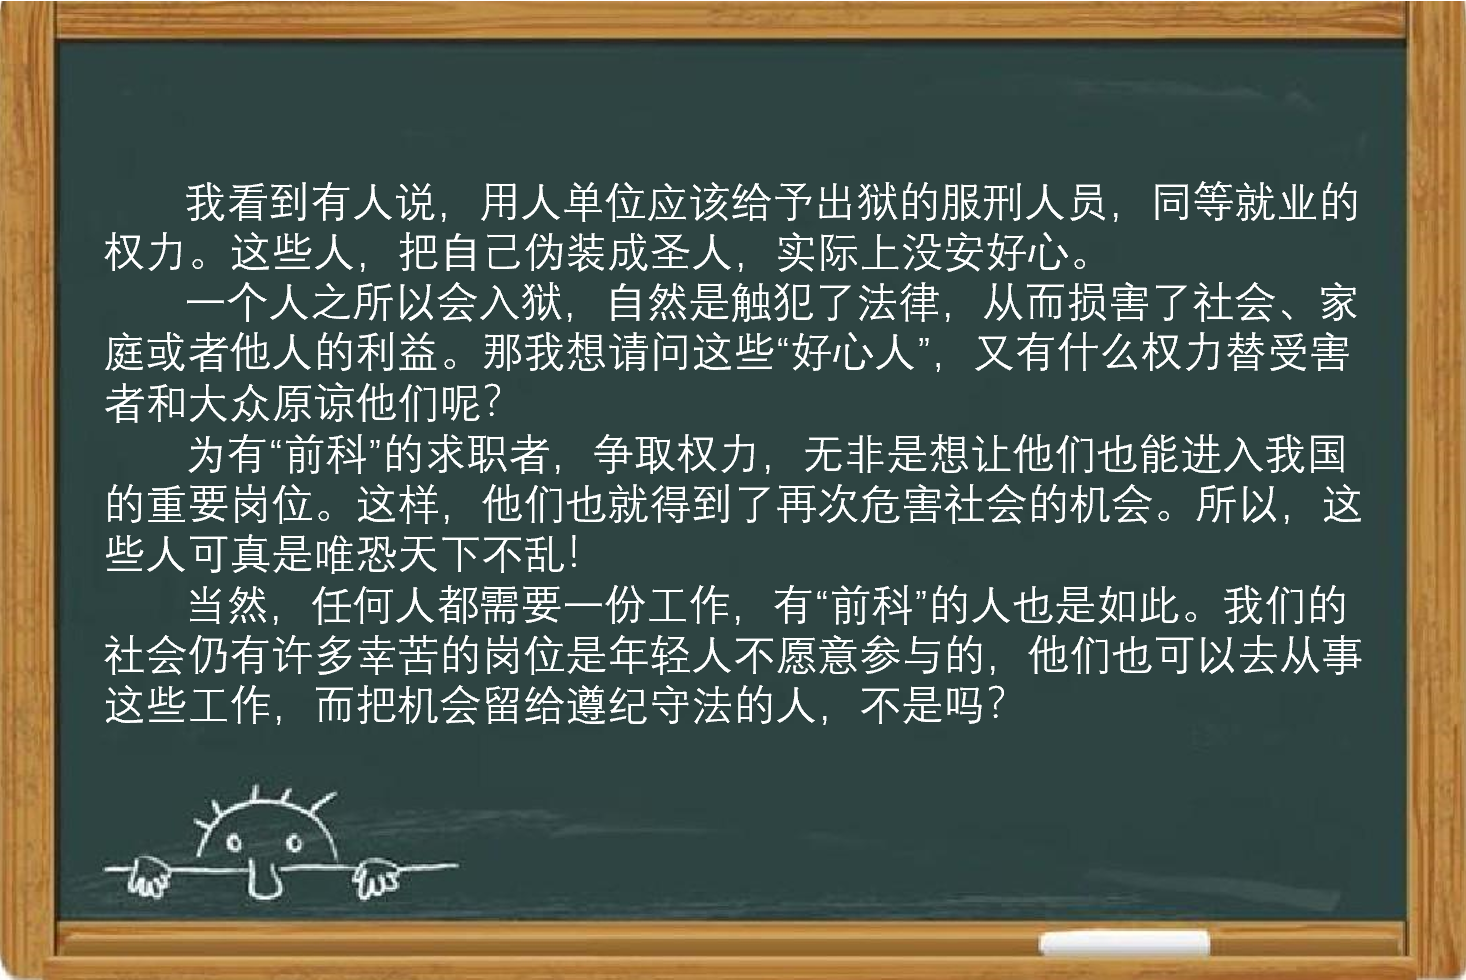 我看到有人说，用人单位应该给予出狱的服刑人员，同等就业的
权力。这些人，把自己伪装成圣人，实际上没安好心。
一个人之所以会入狱，自然是触犯了法律，从而损害了社会、家
庭或者他人的利益。那我想请问这些“好心人”，又有什么权力替受害
者和大众原谅他们呢？
为有“前科”的求职者，争取权力，无非是想让他们也能进入我国
的重要岗位。这样，他们也就得到了再次危害社会的机会。所以，这
些人可真是唯恐天下不乱！
当然，任何人都需要一份工作，有“前科”的人也是如此。我们的
社会仍有许多幸苦的岗位是年轻人不愿意参与的，他们也可以去从事
这些工作，而把机会留给遵纪守法的人，不是吗？